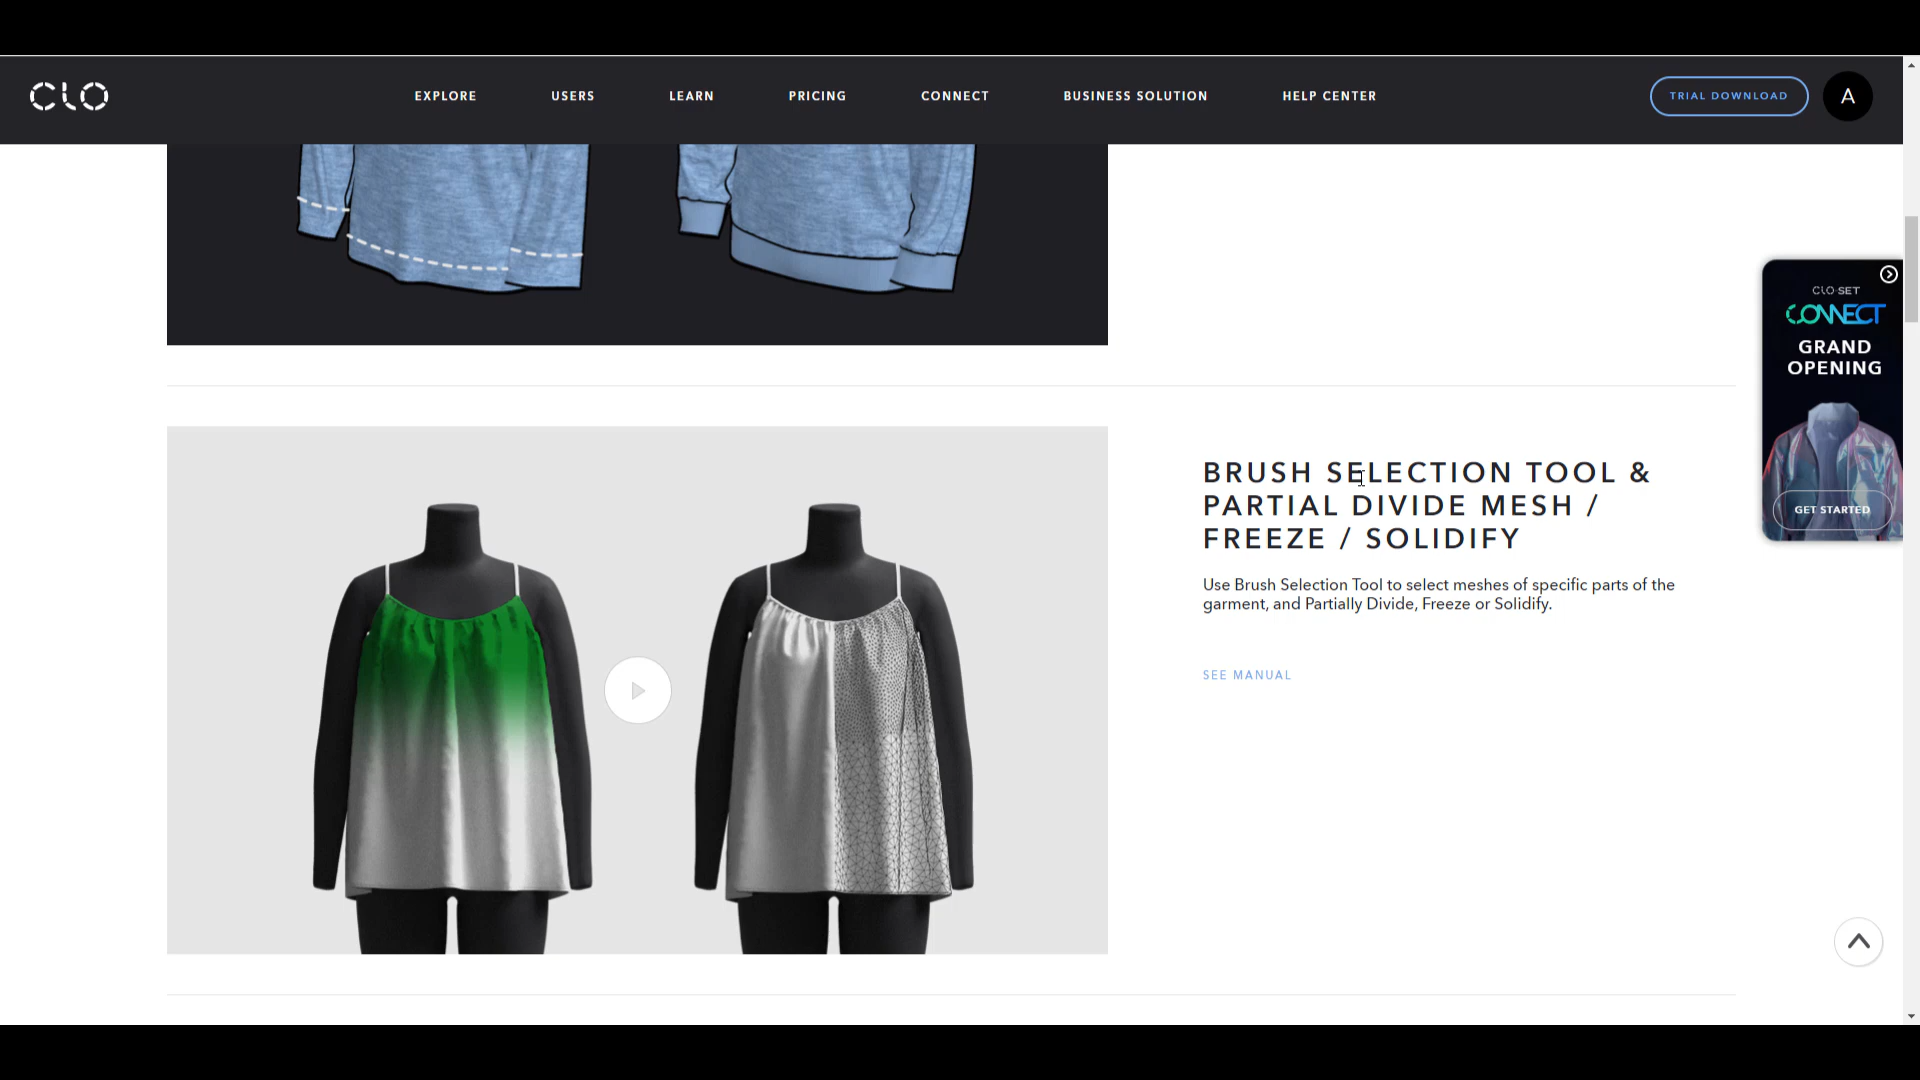 CLO
EXPLORE
USERS
LEARN
PRICING
CONNECT
BUSINESS SOLUTION
HELP CENTER
TRIAL DOWNLOAD
A
CLO-SET
CONNECT
GRAND
OPENING
GET STARTED
BRUSH SELECTION TOOL &
PARTIAL DIVIDE MESH /
FREEZE / SOLIDIFY
Use Brush Selection Tool to select meshes of specific parts of the
garment, and Partially Divide, Freeze or Solidify.
SEE MANUAL